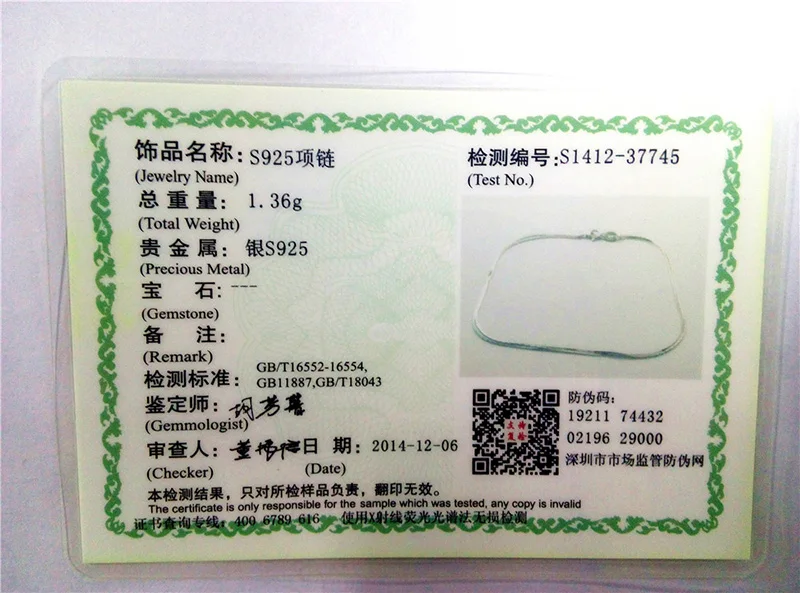 饰品名称: S925项链
(Jewelry Name)
检测编号:S1412-37745
(Test No.)
总重量: 1.36g
(Total Weight)
贵金属: 银S925
(Precious Metal)
宝 石: ---
(Gemstone)
备 注:
(Remark)
检测标准: GB/T16552-16554,
GB11887,GB/T18043
鉴定师:
(Gemmologist)
审查人:
(Checker)
日 期: 2014-12-06
(Date)
防伪码:
19211 74432
02196 29000
深圳市市场监管防伪网
本检测结果，只对所检样品负责，翻印无效。
The certificate is only responsible for the sample which was tested, any copy is invalid
证书查询专线: 400 6789 616 使用X射线荧光光谱法无损检测